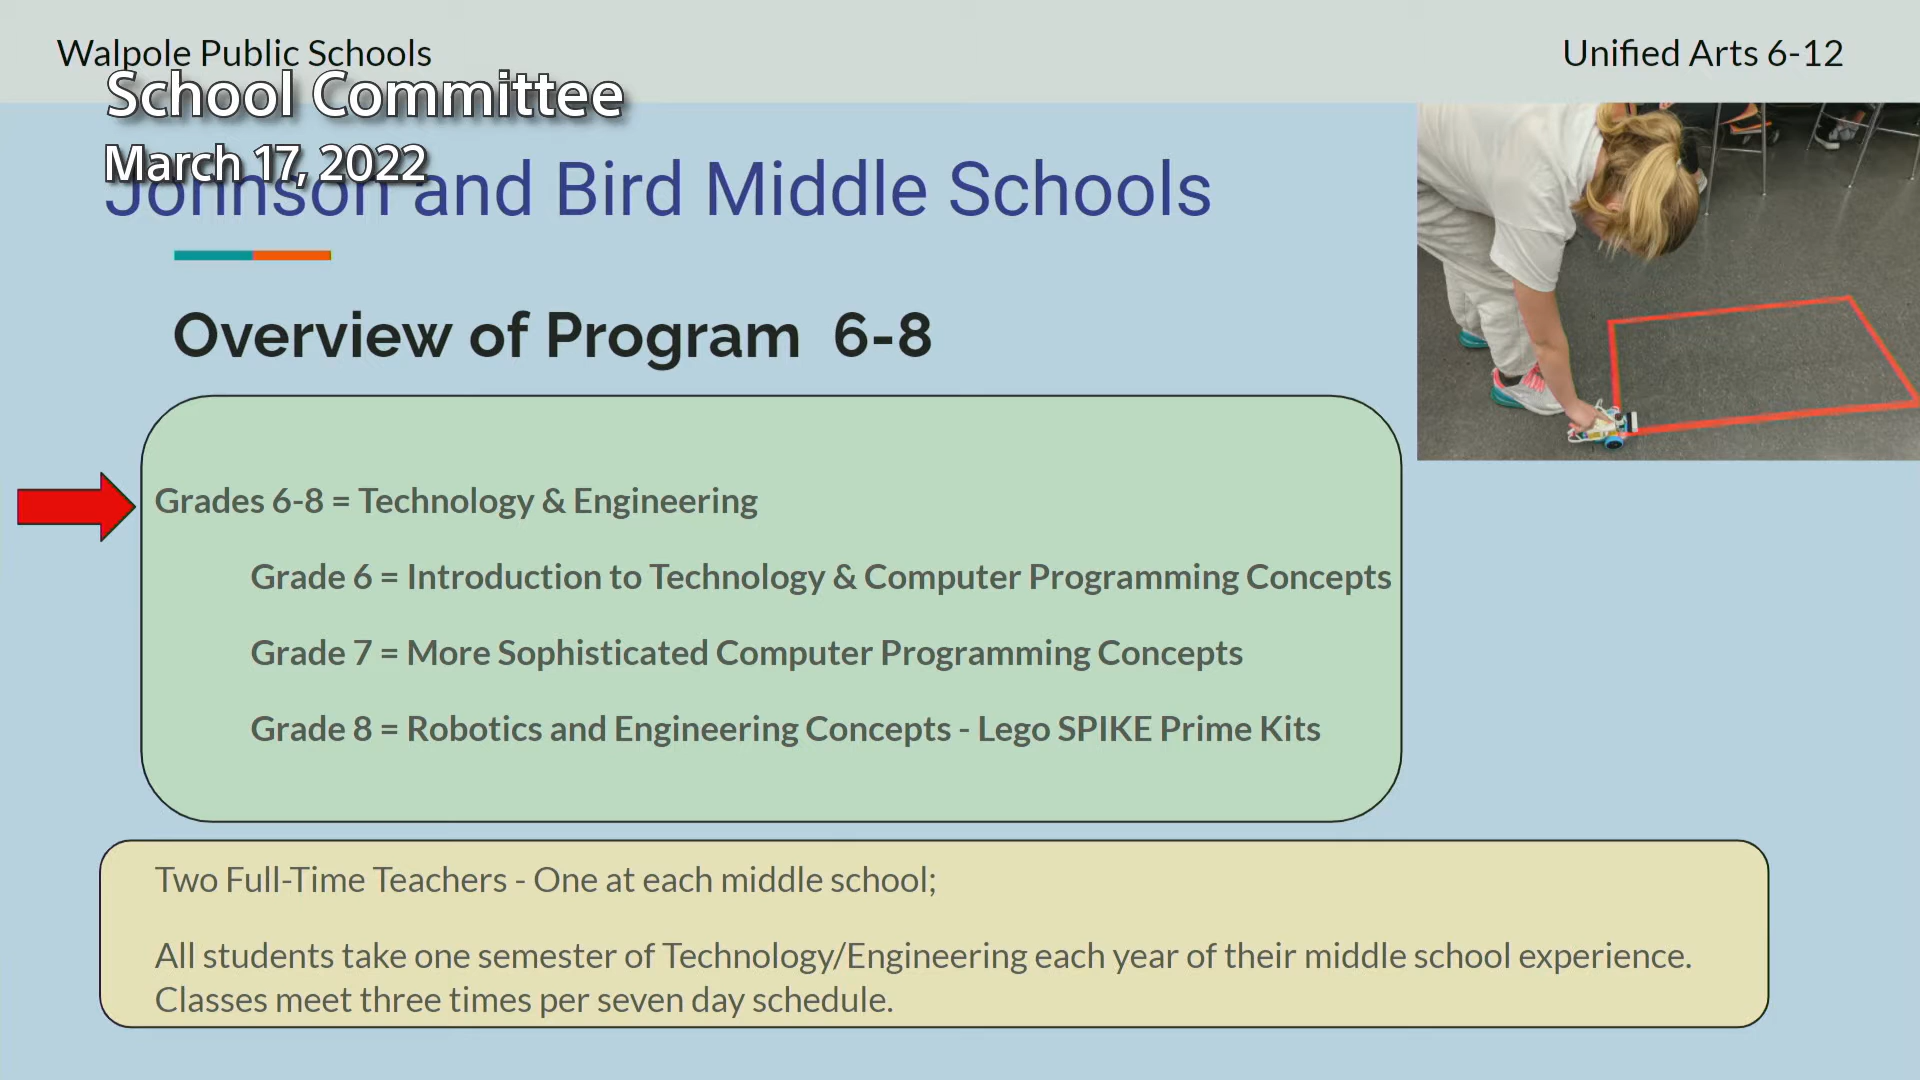 Walpole Public Schools
Unified Arts 6-12
School Committee
March 17, 2022
Johnson and Bird Middle Schools
Overview of Program 6-8
Grades 6-8 = Technology & Engineering
Grade 6 = Introduction to Technology & Computer Programming Concepts
Grade 7 = More Sophisticated Computer Programming Concepts
Grade 8 = Robotics and Engineering Concepts - Lego SPIKE Prime Kits
Two Full-Time Teachers - One at each middle school;
All students take one semester of Technology/Engineering each year of their middle school experience.
Classes meet three times per seven day schedule.